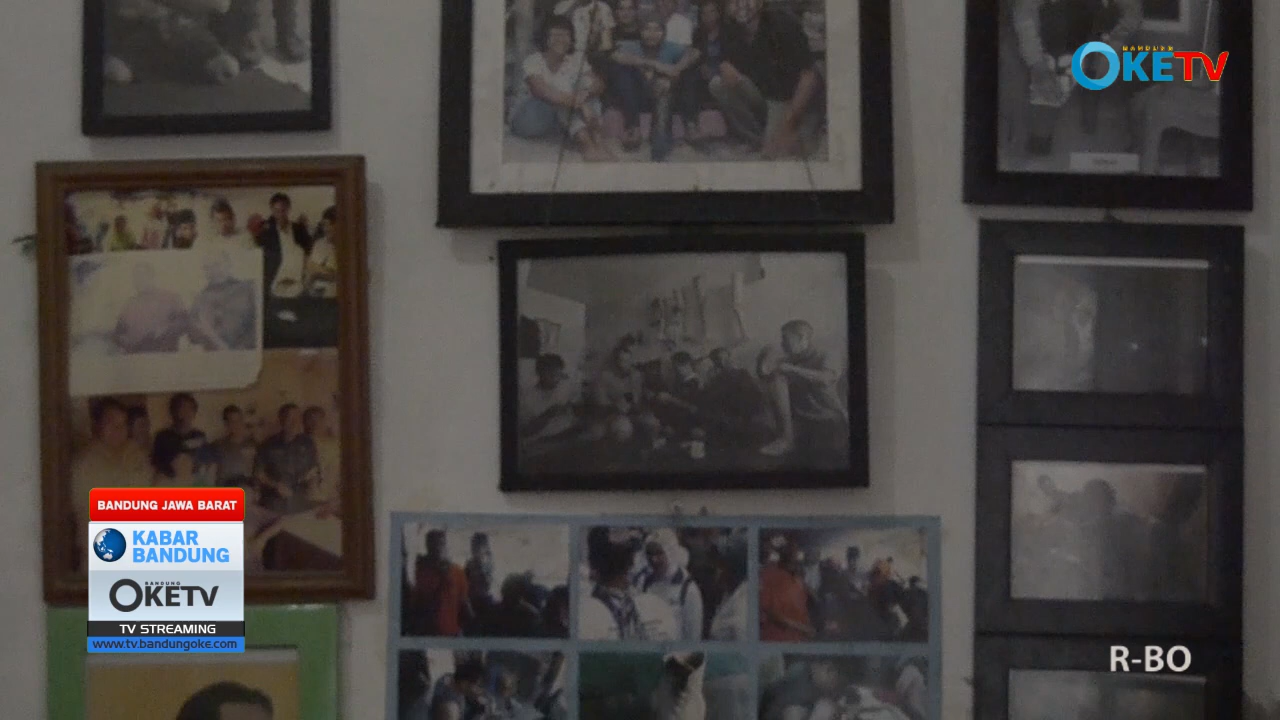 BANDUNG
OKETV
BANDUNG JAWA BARAT
KABAR
BANDUNG
BANDUNG
OKETV
TV STREAMING
www.tv.bandungoke.com
R-BO